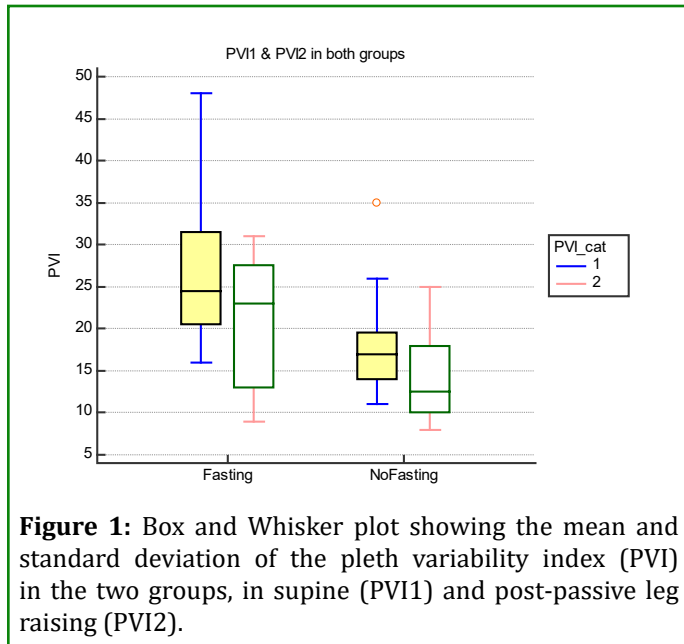 PVI1 & PVI2 in both groups
50
45
40
35
30
25
20
15
10
5
PVI
Fasting
NoFasting
PVI_cat
1
2
Figure 1: Box and Whisker plot showing the mean and
standard deviation of the pleth variability index (PVI)
in the two groups, in supine (PVI1) and post-passive leg
raising (PVI2).